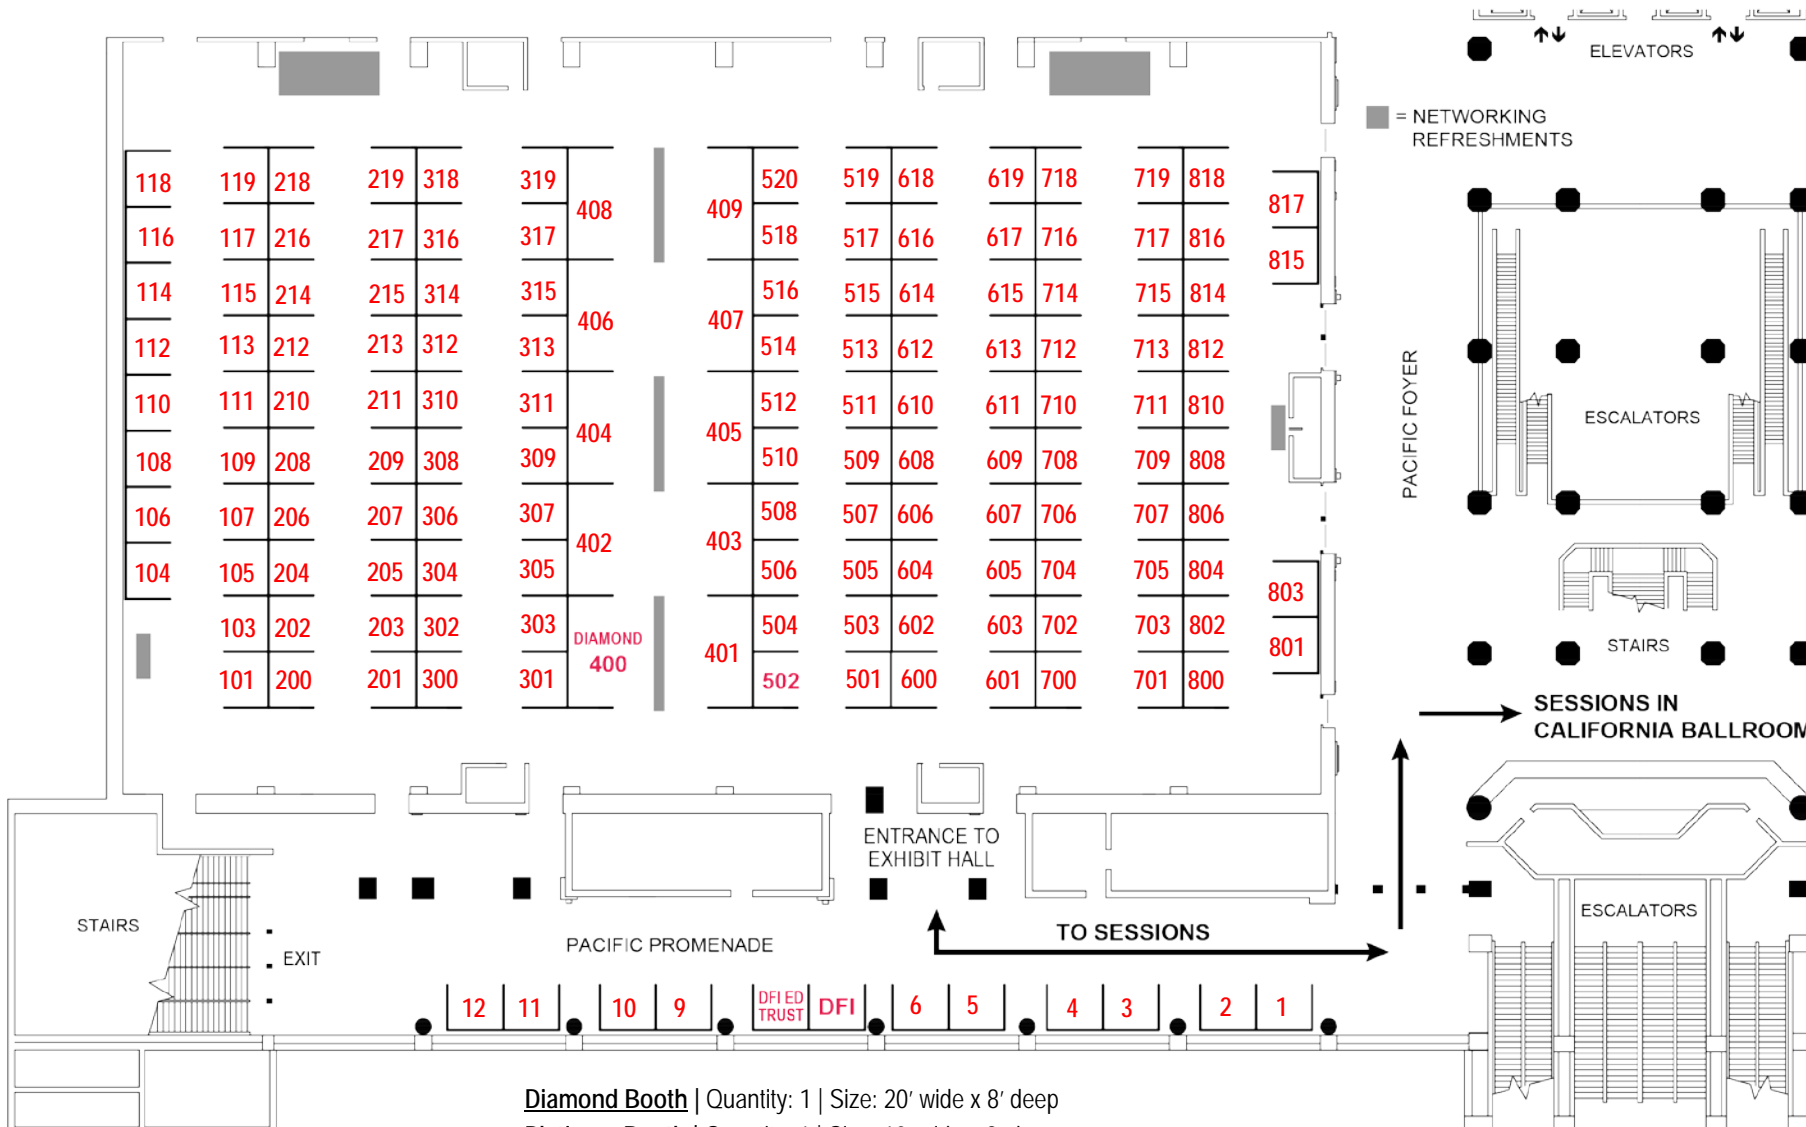 ELEVATORS
= NETWORKING
REFRESHMENTS
118 119 218 219 318 319 408 409 520 519 618 619 718 719 818 817
116 117 216 217 316 317 518 517 616 617 716 717 816 815
114 115 214 215 314 315 406 407 516 515 614 615 714 715 814
112 113 212 213 312 313 514 513 612 613 712 713 812
PACIFIC FOYER
110 111 210 211 310 311 404 405 512 511 610 611 710 711 810
ESCALATORS
108 109 208 209 308 309 510 509 608 609 708 709 808
106 107 206 207 306 307 402 403 508 507 606 607 706 707 806
104 105 204 205 304 305 506 505 604 605 704 705 804 803
103 202 203 302 303 DIAMOND 400 401 504 503 602 603 702 703 802 801
STAIRS
101 200 201 300 301 502 501 600 601 700 701 800
SESSIONS IN
CALIFORNIA BALLROOM
ENTRANCE TO
EXHIBIT HALL
STAIRS
EXIT
PACIFIC PROMENADE
TO SESSIONS
ESCALATORS
12 11 10 9 DFI ED TRUST DFI 6 5 4 3 2 1
Diamond Booth | Quantity: 1 | Size: 20' wide x 8' deep